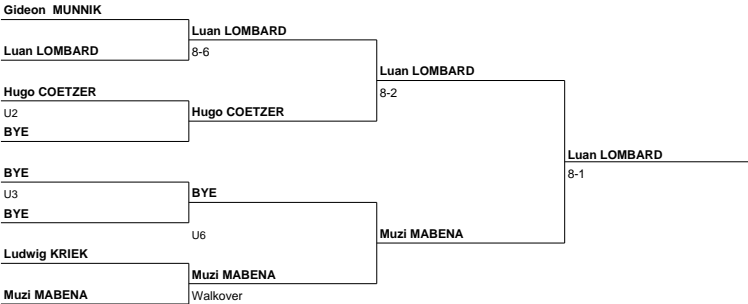 Gideon MUNNIK
Luan LOMBARD
Luan LOMBARD
8-6
Luan LOMBARD
Hugo COETZER
8-2
U2
Hugo COETZER
BYE
Luan LOMBARD
BYE
8-1
U3
BYE
BYE
U6
Muzi MABENA
Ludwig KRIEK
Muzi MABENA
Muzi MABENA
Walkover